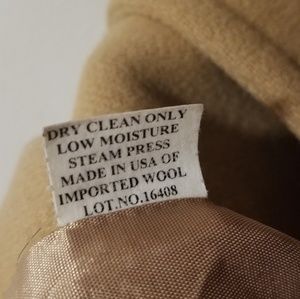 DRY CLEAN ONLY
LOW MOISTURE
STEAM PRESS
MADE IN USA OF
IMPORTED WOOL
LOT.NO.16408